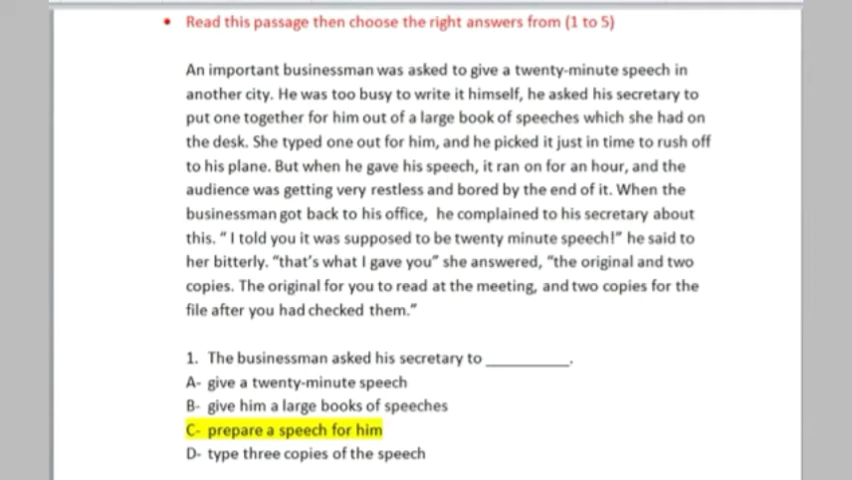 • Read this passage then choose the right answers from (1 to 5)
An important businessman was asked to give a twenty-minute speech in
another city. He was too busy to write it himself, he asked his secretary to
put one together for him out of a large book of speeches which she had on
the desk. She typed one out for him, and he picked it just in time to rush off
to his plane. But when he gave his speech, it ran on for an hour, and the
audience was getting very restless and bored by the end of it. When the
businessman got back to his office,  he complained to his secretary about
this. “ I told you it was supposed to be twenty minute speech!” he said to
her bitterly. “that’s what I gave you” she answered, “the original and two
copies. The original for you to read at the meeting, and two copies for the
file after you had checked them.”
1. The businessman asked his secretary to __________.
A- give a twenty-minute speech
B- give him a large books of speeches
C- prepare a speech for him
D- type three copies of the speech